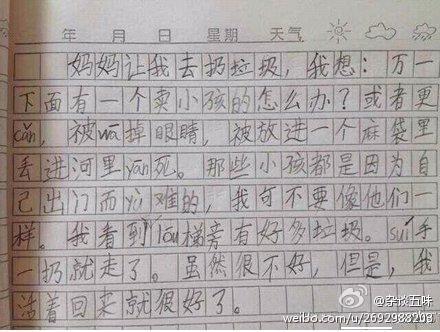 年 月 日 星期 天气
妈妈让我去扔垃圾,我想:万一
下面有一个卖小孩的怎么办?或者更
cǎn,被wā掉眼睛,被放进一个麻袋里
丢进河里yān死。那些小孩都是因为自
己出门而yù难的,我可不要像他们一
样。我看到lóu梯旁有好多垃圾。suí手
一扔就走了。虽然很不好,但是,我
活着回来就很好了。
@杂谈五味
weibo.com/u/2692988203